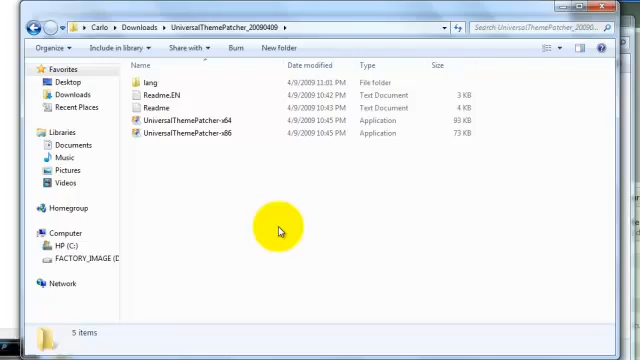 Carlo ▸ Downloads ▸ UniversalThemePatcher_20090409 ▸
Search UniversalThemePatcher_20090...
Organize Include in library Share with Burn New folder
Name Date modified Type Size
Favorites
Desktop
Downloads
Recent Places
Libraries
Documents
Music
Pictures
Videos
Homegroup
Computer
HP (C:)
FACTORY_IMAGE (D
Network
lang 4/9/2009 11:01 PM File folder
Readme.EN 4/9/2009 10:42 PM Text Document 3 KB
Readme 4/9/2009 10:43 PM Text Document 4 KB
UniversalThemePatcher-x64 4/9/2009 10:45 PM Application 93 KB
UniversalThemePatcher-x86 4/9/2009 10:45 PM Application 73 KB
5 items